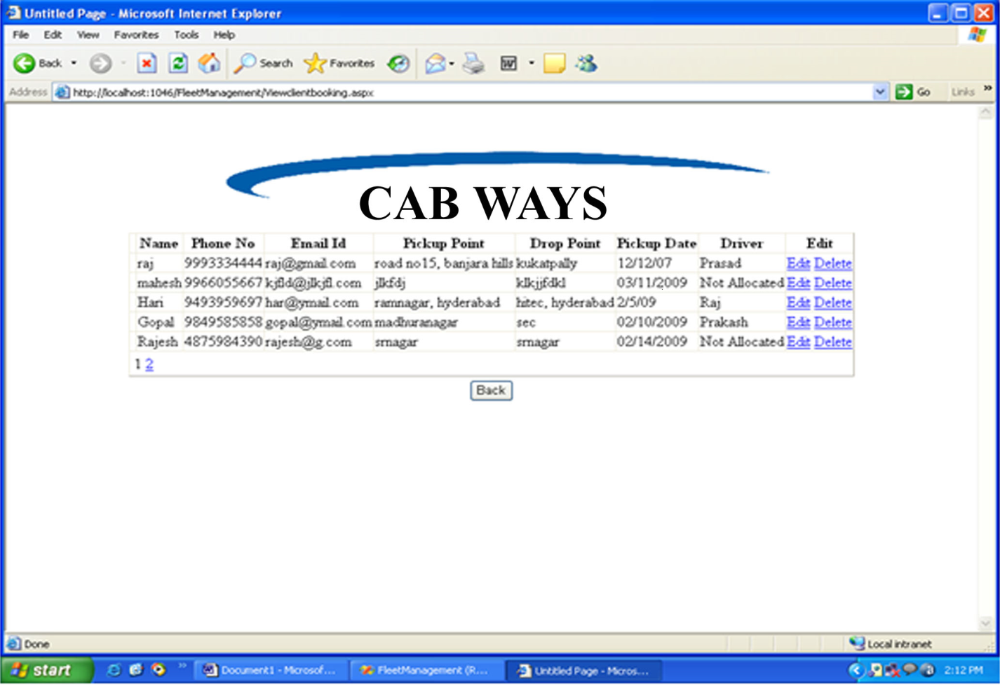 Untitled Page - Microsoft Internet Explorer
File Edit View Favorites Tools Help
Back Search Favorites
Address http://localhost:1046/FleetManagement/Viewclientbooking.aspx Go Links »
CAB WAYS
Name Phone No Email Id Pickup Point Drop Point Pickup Date Driver Edit
raj 9993334444 raj@gmail.com road no15, banjara hills kukatpally 12/12/07 Prasad Edit Delete
mahesh 9966055667 kjfld@jlkjfl.com jlkfdj klkjjfdkl 03/11/2009 Not Allocated Edit Delete
Hari 9493959697 har@ymail.com ramnagar, hyderabad hitec, hyderabad 2/5/09 Raj Edit Delete
Gopal 9849585858 gopal@ymail.com madhuranagar sec 02/10/2009 Prakash Edit Delete
Rajesh 4875984390 rajesh@g.com srnagar srnagar 02/14/2009 Not Allocated Edit Delete
1 2
Back
Done Local intranet
start » Document1 - Microsof... FleetManagement (R... Untitled Page - Micros... 2:12 PM